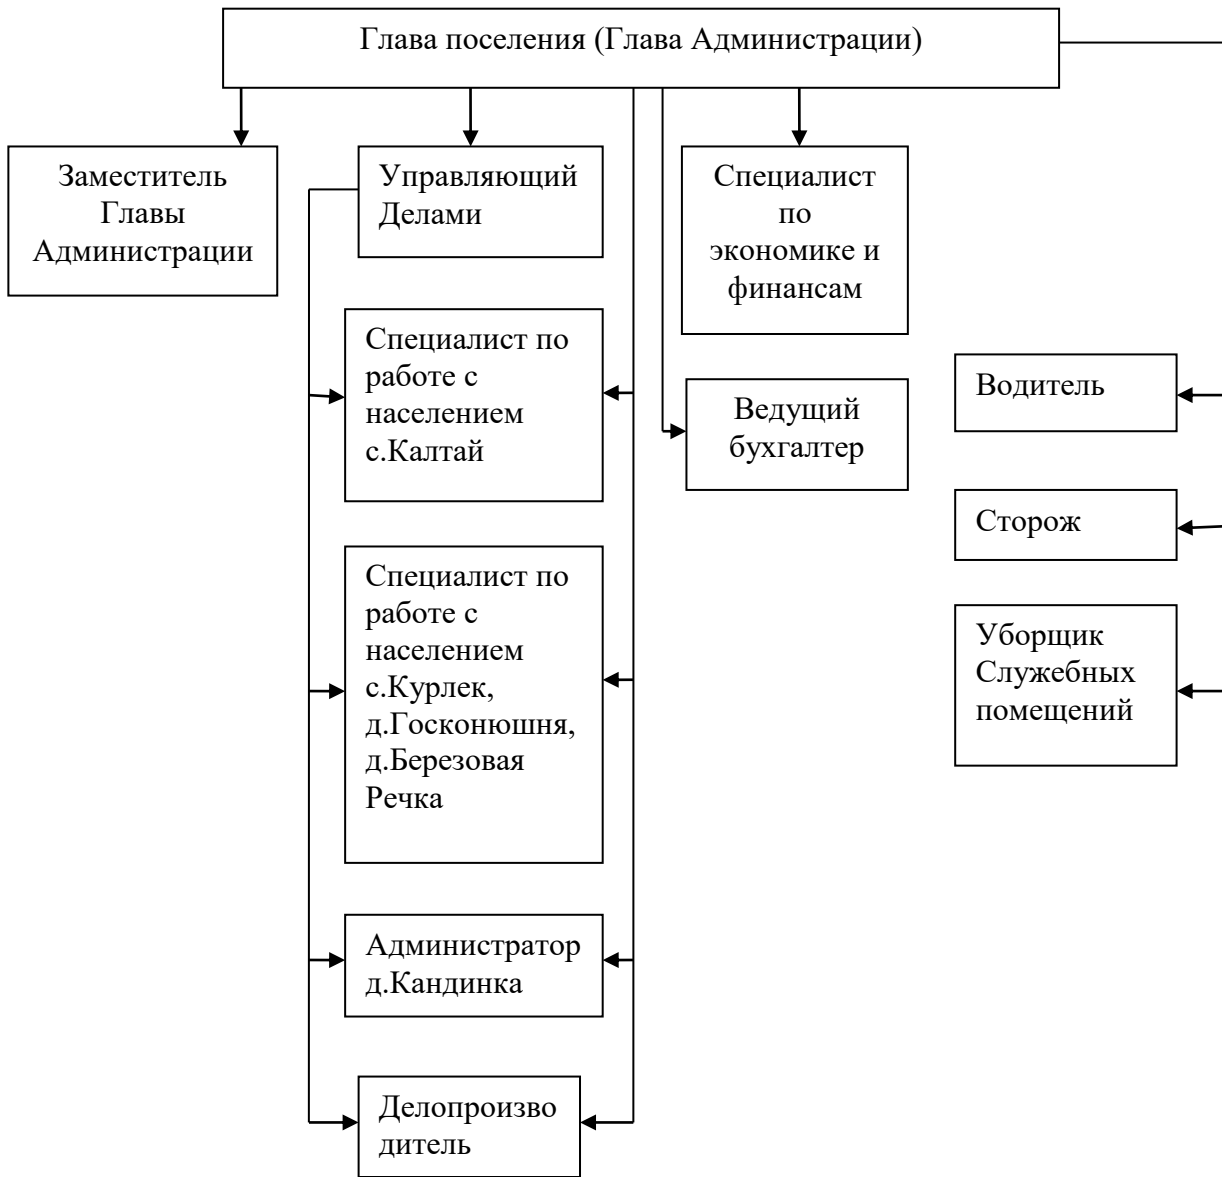 Глава поселения (Глава Администрации)
Заместитель
Главы
Администрации
Управляющий
Делами
Специалист
по
экономике и
финансам
Специалист по
работе с
населением
с.Калтай
Ведущий
бухгалтер
Водитель
Сторож
Специалист по
работе с
населением
с.Курлек,
д.Госконюшня,
д.Березовая
Речка
Уборщик
Служебных
помещений
Администратор
д.Кандинка
Делопроизво
дитель